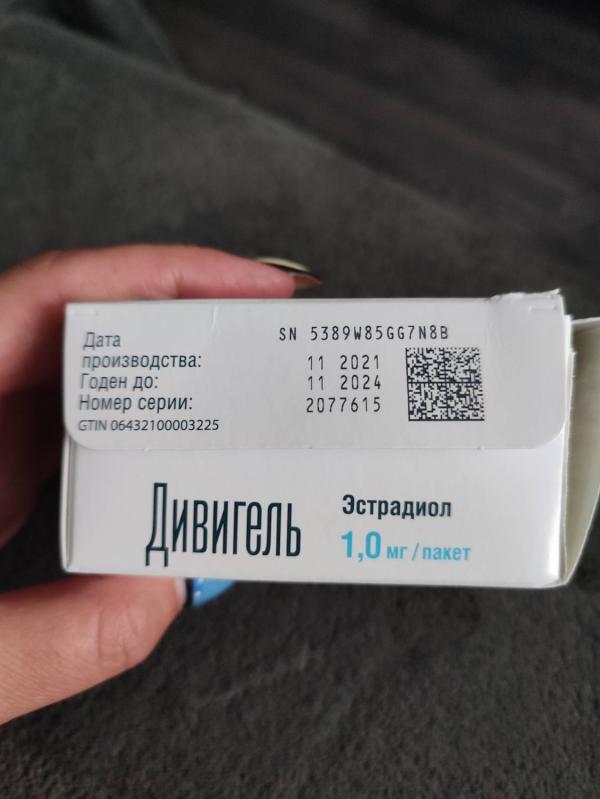 Дата
производства:
Годен до:
Номер серии:
GTIN 06432100003225
SN 5389W85GG7N8B
11 2021
11 2024
2077615
Дивигель
Эстрадиол
1,0 мг / пакет